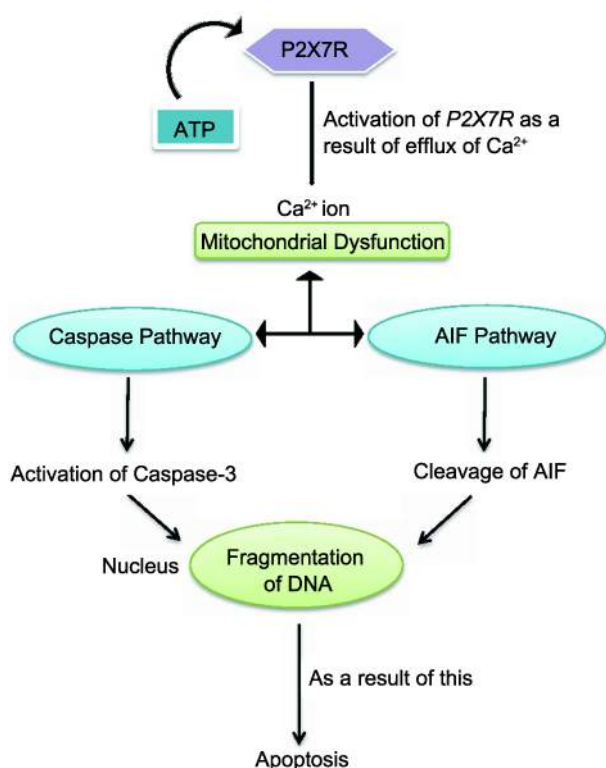 P2X7R
ATP
Activation of P2X7R as a
result of efflux of Ca²⁺
Ca²⁺ ion
Mitochondrial Dysfunction
Caspase Pathway
AIF Pathway
Activation of Caspase-3
Cleavage of AIF
Nucleus
Fragmentation
of DNA
As a result of this
Apoptosis